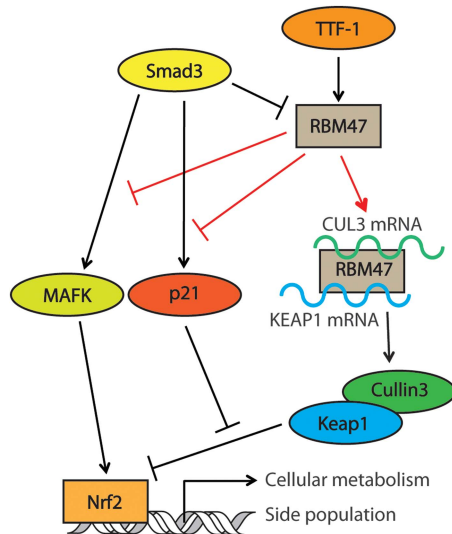 TTF-1
Smad3
RBM47
CUL3 mRNA
RBM47
MAFK
p21
KEAP1 mRNA
Cullin3
Keap1
Nrf2
Cellular metabolism
Side population